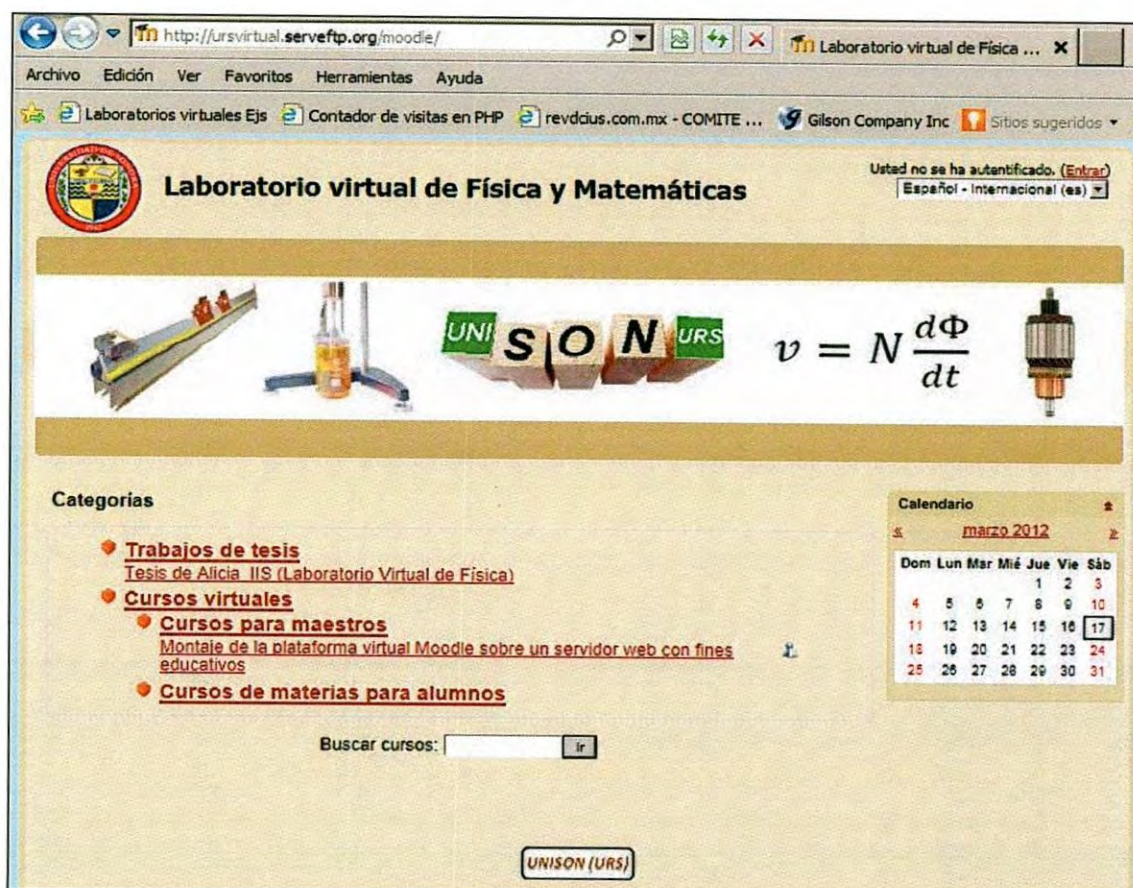 http://ursvirtual.serveftp.org/moodle/
Laboratorio virtual de Física ...
Archivo Edición Ver Favoritos Herramientas Ayuda
Laboratorios virtuales Ejs Contador de visitas en PHP revdcius.com.mx - COMITE ... Gilson Company Inc Sitios sugeridos
Laboratorio virtual de Física y Matemáticas
Usted no se ha autentificado. (Entrar)
Español - Internacional (es)
UNI S O N URS
v = N dΦ/dt
Categorías
Trabajos de tesis
Tesis de Alicia_IIS (Laboratorio Virtual de Física)
Cursos virtuales
Cursos para maestros
Montaje de la plataforma virtual Moodle sobre un servidor web con fines
educativos
Cursos de materias para alumnos
Buscar cursos: Ir
Calendario
« marzo 2012 »
Dom Lun Mar Mié Jue Vie Sáb
1 2 3
4 5 6 7 8 9 10
11 12 13 14 15 16 17
18 19 20 21 22 23 24
25 26 27 28 29 30 31
UNISON (URS)